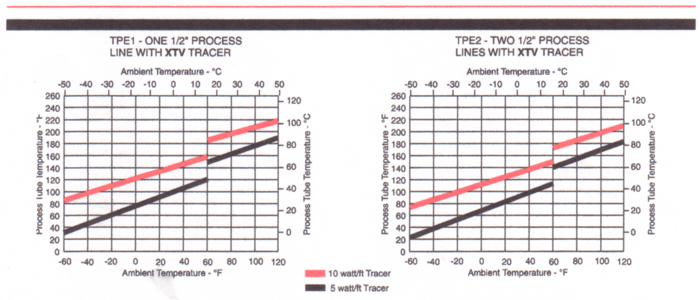 TPE1 - ONE 1/2" PROCESS
LINE WITH XTV TRACER
Ambient Temperature - °C
-50 -40 -30 -20 -10 0 10 20 30 40 50
Process Tube Temperature - °F
260
240
220
200
180
160
140
120
100
80
60
40
20
0
120
100
80
60
40
20
0
Process Tube Temperature - °C
-60 -40 -20 0 20 40 60 80 100 120
Ambient Temperature - °F
TPE2 - TWO 1/2" PROCESS
LINES WITH XTV TRACER
Ambient Temperature - °C
-50 -40 -30 -20 -10 0 10 20 30 40 50
Process Tube Temperature - °F
260
240
220
200
180
160
140
120
100
80
60
40
20
0
120
100
80
60
40
20
0
Process Tube Temperature - °C
-60 -40 -20 0 20 40 60 80 100 120
Ambient Temperature - °F
10 watt/ft Tracer
5 watt/ft Tracer